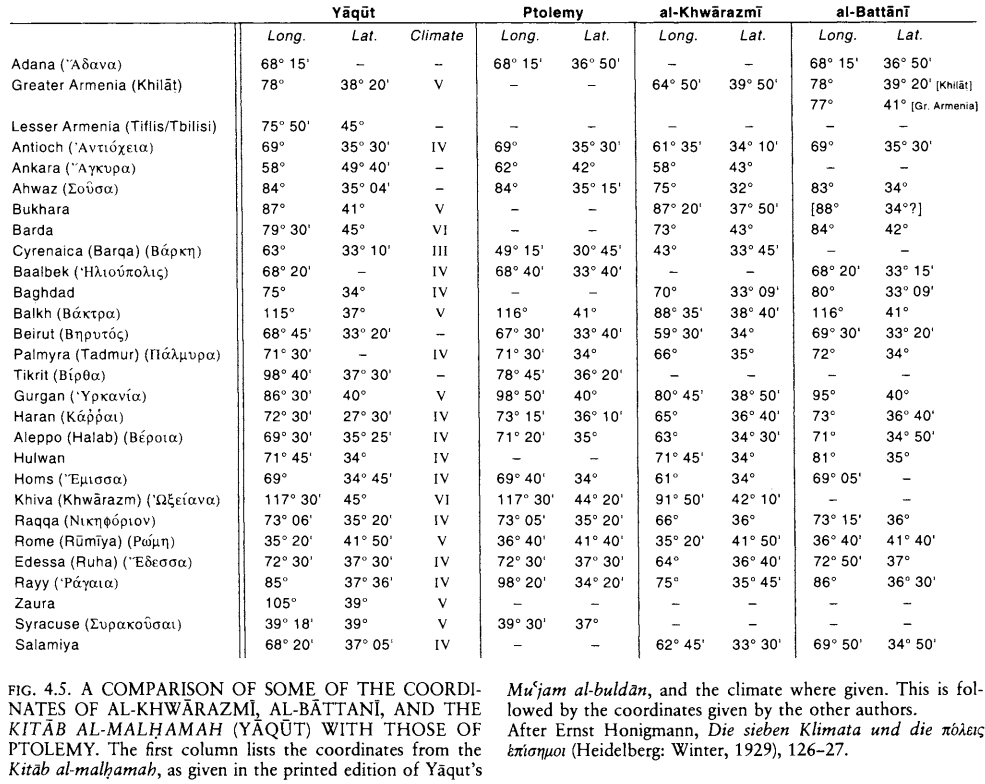 Yāqūt Ptolemy al-Khwārazmī al-Battānī
Long. Lat. Climate Long. Lat. Long. Lat. Long. Lat.
Adana (Ἄδανα) 68° 15' – – 68° 15' 36° 50' – – 68° 15' 36° 50'
Greater Armenia (Khilāṭ) 78° 38° 20' V – – 64° 50' 39° 50' 78° 39° 20' [Khilāṭ]
77° 41° [Gr. Armenia]
Lesser Armenia (Tiflis/Tbilisi) 75° 50' 45° – – – – – – –
Antioch (Ἀντιόχεια) 69° 35° 30' IV 69° 35° 30' 61° 35' 34° 10' 69° 35° 30'
Ankara (Ἄγκυρα) 58° 49° 40' – 62° 42° 58° 43° – –
Ahwaz (Σοῦσα) 84° 35° 04' – 84° 35° 15' 75° 32° 83° 34°
Bukhara 87° 41° V – – 87° 20' 37° 50' [88° 34°?]
Barda 79° 30' 45° VI – – 73° 43° 84° 42°
Cyrenaica (Barqa) (Βάρκη) 63° 33° 10' III 49° 15' 30° 45' 43° 33° 45' – –
Baalbek (Ἡλιούπολις) 68° 20' – IV 68° 40' 33° 40' – – 68° 20' 33° 15'
Baghdad 75° 34° IV – – 70° 33° 09' 80° 33° 09'
Balkh (Βάκτρα) 115° 37° V 116° 41° 88° 35' 38° 40' 116° 41°
Beirut (Βηρυτός) 68° 45' 33° 20' – 67° 30' 33° 40' 59° 30' 34° 69° 30' 33° 20'
Palmyra (Tadmur) (Πάλμυρα) 71° 30' – IV 71° 30' 34° 66° 35° 72° 34°
Tikrit (Βίρθα) 98° 40' 37° 30' – 78° 45' 36° 20' – – – –
Gurgan (Ὑρκανία) 86° 30' 40° V 98° 50' 40° 80° 45' 38° 50' 95° 40°
Haran (Κάῤῥαι) 72° 30' 27° 30' IV 73° 15' 36° 10' 65° 36° 40' 73° 36° 40'
Aleppo (Halab) (Βέροια) 69° 30' 35° 25' IV 71° 20' 35° 63° 34° 30' 71° 34° 50'
Hulwan 71° 45' 34° IV – – 71° 45' 34° 81° 35°
Homs (Ἔμισσα) 69° 34° 45' IV 69° 40' 34° 61° 34° 69° 05' –
Khiva (Khwārazm) (Ὠξείανα) 117° 30' 45° VI 117° 30' 44° 20' 91° 50' 42° 10' – –
Raqqa (Νικηφόριον) 73° 06' 35° 20' IV 73° 05' 35° 20' 66° 36° 73° 15' 36°
Rome (Rūmīya) (Ρώμη) 35° 20' 41° 50' V 36° 40' 41° 40' 35° 20' 41° 50' 36° 40' 41° 40'
Edessa (Ruha) (Ἔδεσσα) 72° 30' 37° 30' IV 72° 30' 37° 30' 64° 36° 40' 72° 50' 37°
Rayy (Ῥάγαια) 85° 37° 36' IV 98° 20' 34° 20' 75° 35° 45' 86° 36° 30'
Zaura 105° 39° V – – – – – –
Syracuse (Συρακοῦσαι) 39° 18' 39° V 39° 30' 37° – – – –
Salamiya 68° 20' 37° 05' IV – – 62° 45' 33° 30' 69° 50' 34° 50'
FIG. 4.5. A COMPARISON OF SOME OF THE COORDI-
NATES OF AL-KHWĀRAZMĪ, AL-BĀTTANĪ, AND THE
KITĀB AL-MALḤAMAH (YĀQŪT) WITH THOSE OF
PTOLEMY. The first column lists the coordinates from the
Kitāb al-malḥamah, as given in the printed edition of Yāqut's
Muʿjam al-buldān, and the climate where given. This is fol-
lowed by the coordinates given by the other authors.
After Ernst Honigmann, Die sieben Klimata und die πόλεις
ἐπίσημοι (Heidelberg: Winter, 1929), 126–27.